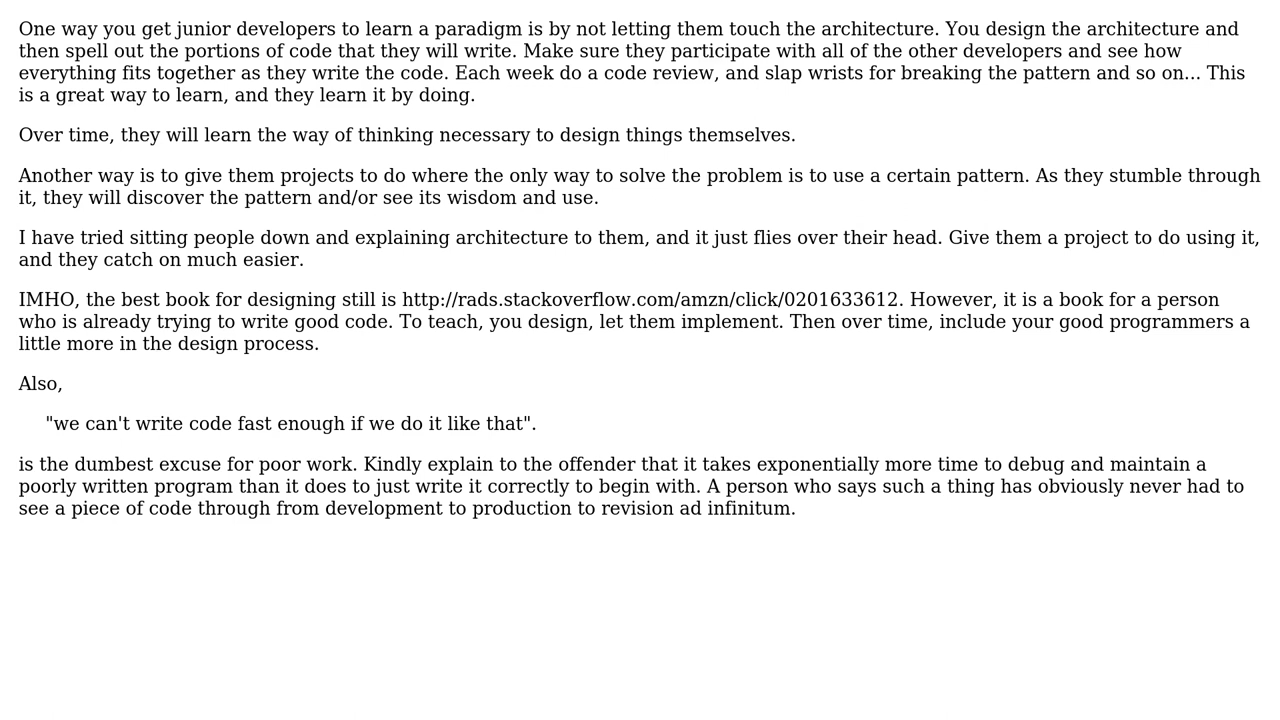 One way you get junior developers to learn a paradigm is by not letting them touch the architecture. You design the architecture and
then spell out the portions of code that they will write. Make sure they participate with all of the other developers and see how
everything fits together as they write the code. Each week do a code review, and slap wrists for breaking the pattern and so on... This
is a great way to learn, and they learn it by doing.
Over time, they will learn the way of thinking necessary to design things themselves.
Another way is to give them projects to do where the only way to solve the problem is to use a certain pattern. As they stumble through
it, they will discover the pattern and/or see its wisdom and use.
I have tried sitting people down and explaining architecture to them, and it just flies over their head. Give them a project to do using it,
and they catch on much easier.
IMHO, the best book for designing still is http://rads.stackoverflow.com/amzn/click/0201633612. However, it is a book for a person
who is already trying to write good code. To teach, you design, let them implement. Then over time, include your good programmers a
little more in the design process.
Also,
"we can't write code fast enough if we do it like that".
is the dumbest excuse for poor work. Kindly explain to the offender that it takes exponentially more time to debug and maintain a
poorly written program than it does to just write it correctly to begin with. A person who says such a thing has obviously never had to
see a piece of code through from development to production to revision ad infinitum.